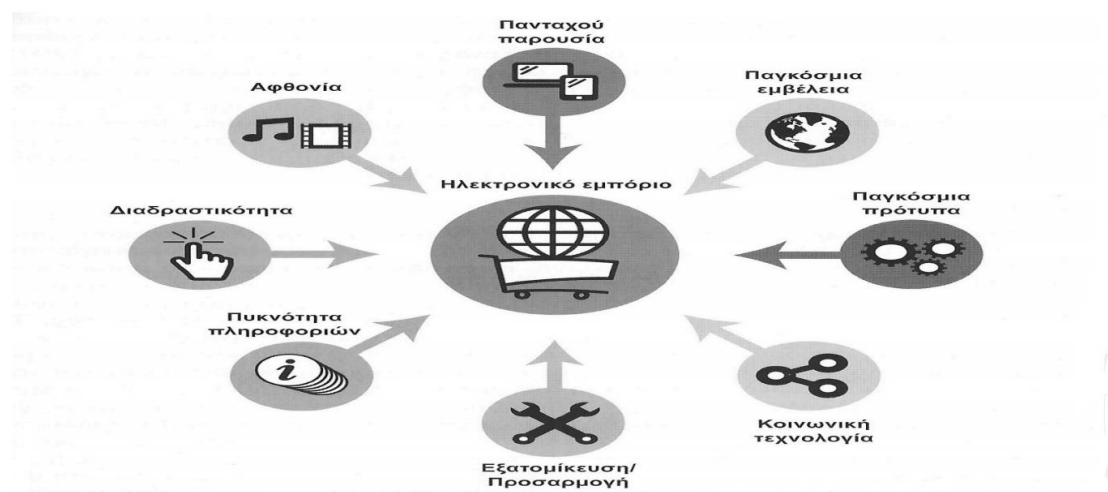 Πανταχού
παρουσία
Αφθονία
Παγκόσμια
εμβέλεια
Ηλεκτρονικό εμπόριο
Διαδραστικότητα
Παγκόσμια
πρότυπα
Πυκνότητα
πληροφοριών
i
Κοινωνική
τεχνολογία
Εξατομίκευση/
Προσαρμογή